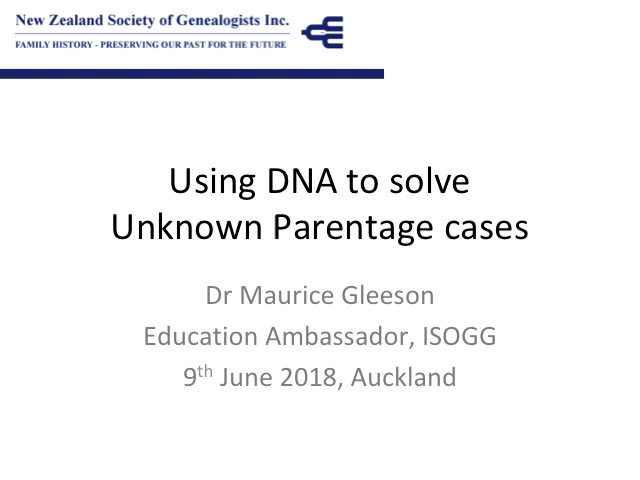 New Zealand Society of Genealogists Inc.
FAMILY HISTORY - PRESERVING OUR PAST FOR THE FUTURE
Using DNA to solve
Unknown Parentage cases
Dr Maurice Gleeson
Education Ambassador, ISOGG
9th June 2018, Auckland